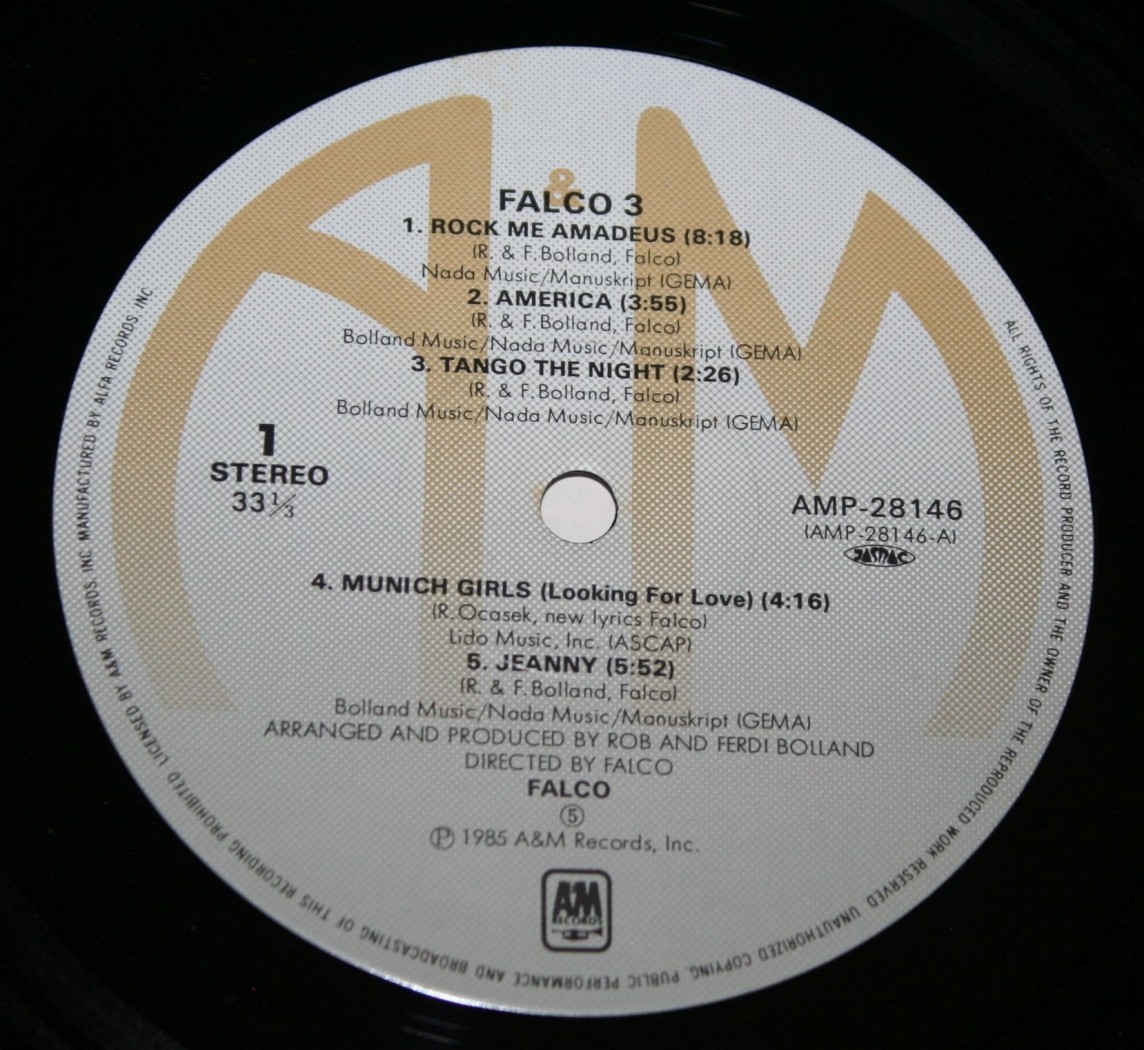 A&M
FALCO 3
1. ROCK ME AMADEUS (8:18)
(R. & F.Bolland, Falco)
Nada Music/Manuskript (GEMA)
2. AMERICA (3:55)
(R. & F.Bolland, Falco)
Bolland Music/Nada Music/Manuskript (GEMA)
3. TANGO THE NIGHT (2:26)
(R. & F.Bolland, Falco)
Bolland Music/Nada Music/Manuskript (GEMA)
1
STEREO
33⅓
AMP-28146
(AMP-28146-A)
JASRAC
4. MUNICH GIRLS (Looking For Love) (4:16)
(R.Ocasek, new lyrics Falco)
Lido Music, Inc. (ASCAP)
5. JEANNY (5:52)
(R. & F.Bolland, Falco)
Bolland Music/Nada Music/Manuskript (GEMA)
ARRANGED AND PRODUCED BY ROB AND FERDI BOLLAND
DIRECTED BY FALCO
FALCO
⑤
℗ 1985 A&M Records, Inc.
A&M
RECORDS
ALL RIGHTS OF THE RECORD PRODUCER AND THE OWNER OF THE REPRODUCED WORK RESERVED. UNAUTHORIZED COPYING, PUBLIC PERFORMANCE AND BROADCASTING OF THIS RECORDING PROHIBITED. LICENSED BY A&M RECORDS INC MANUFACTURED BY ALFA RECORDS INC